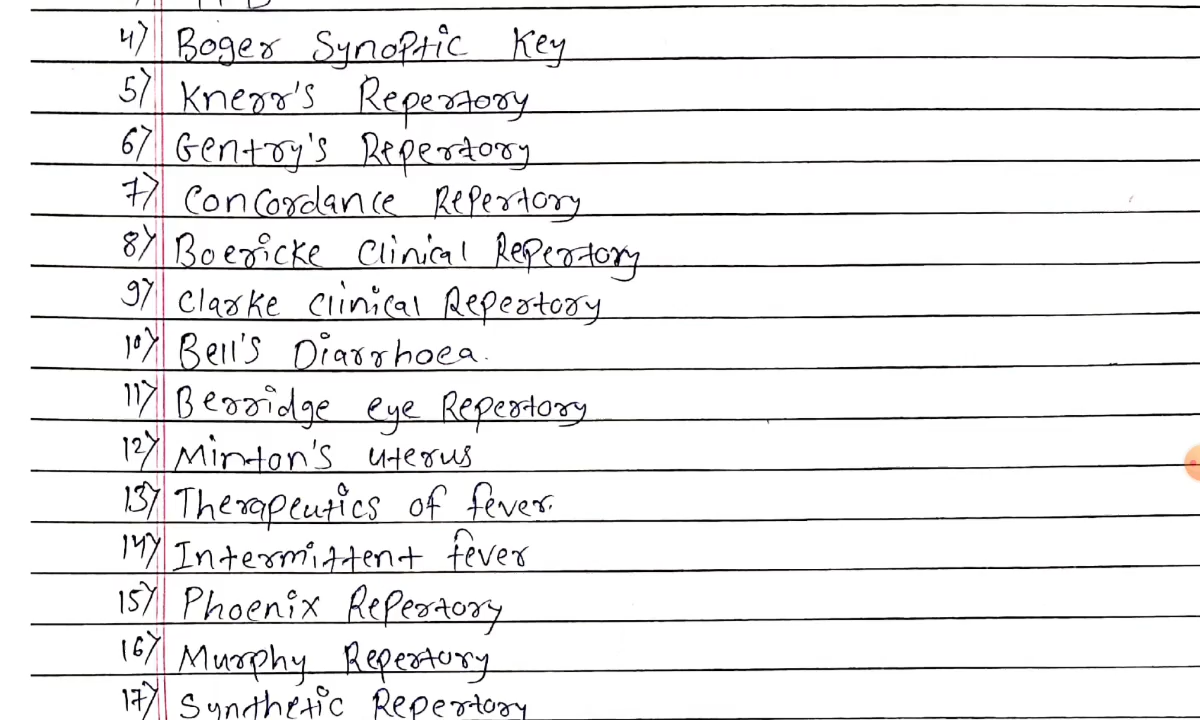 4) Boger Synoptic Key
5) Knerr's Repertory
6) Gentry's Repertory
7) Concordance Repertory
8) Boericke Clinical Repertory
9) Clarke Clinical Repertory
10) Bell's Diarrhoea.
11) Berridge eye Repertory
12) Minton's uterus
13) Therapeutics of fever.
14) Intermittent fever
15) Phoenix Repertory
16) Murphy Repertory
17) Synthetic Repertory